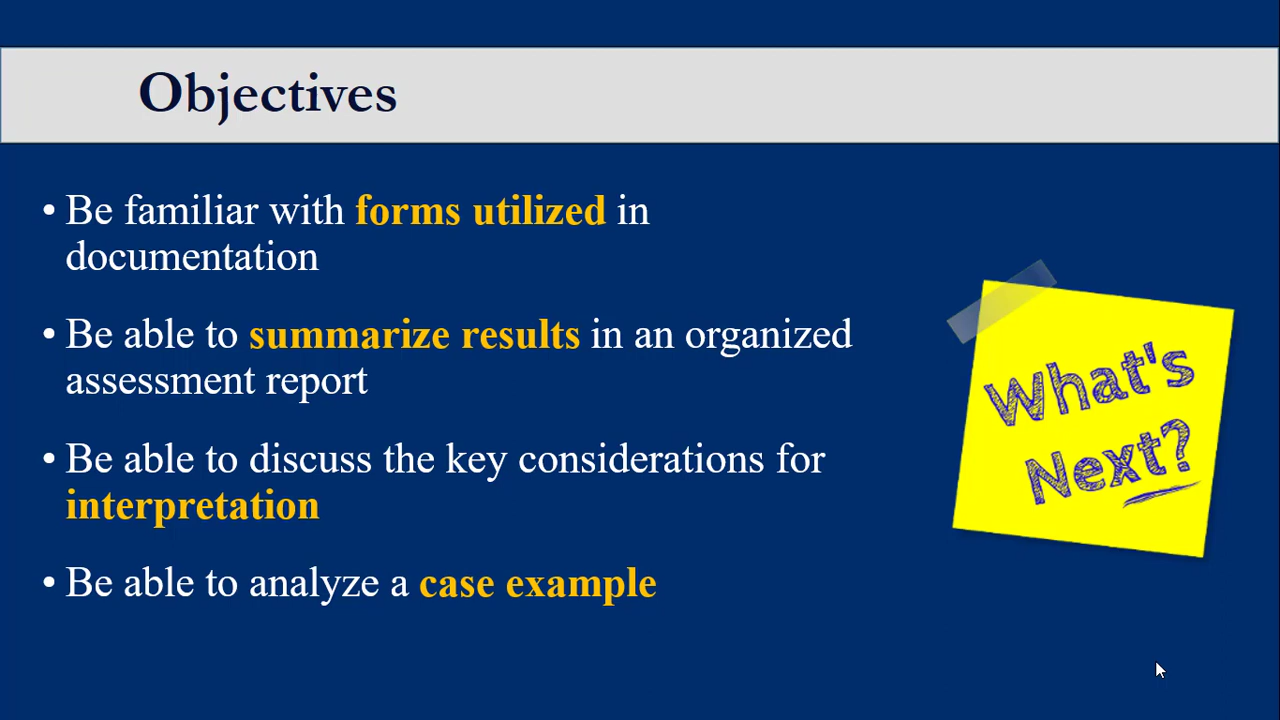 Objectives
• Be familiar with forms utilized in
documentation
• Be able to summarize results in an organized
assessment report
• Be able to discuss the key considerations for
interpretation
• Be able to analyze a case example
What's
Next?